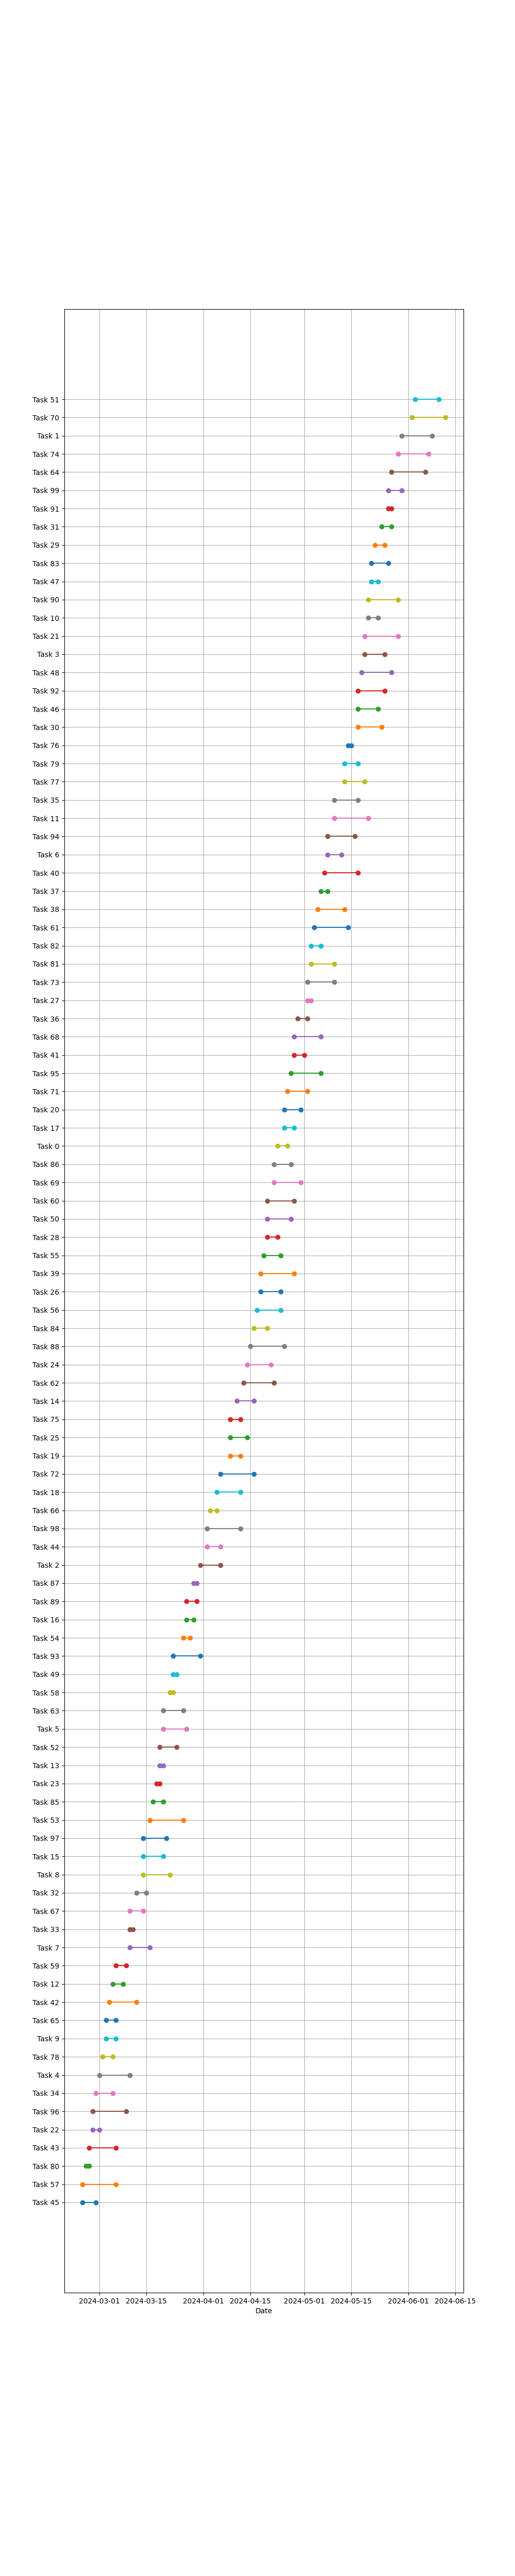 Task 51
Task 70
Task 1
Task 74
Task 64
Task 99
Task 91
Task 31
Task 29
Task 83
Task 47
Task 90
Task 10
Task 21
Task 3
Task 48
Task 92
Task 46
Task 30
Task 76
Task 79
Task 77
Task 35
Task 11
Task 94
Task 6
Task 40
Task 37
Task 38
Task 61
Task 82
Task 81
Task 73
Task 27
Task 36
Task 68
Task 41
Task 95
Task 71
Task 20
Task 17
Task 0
Task 86
Task 69
Task 60
Task 50
Task 28
Task 55
Task 39
Task 26
Task 56
Task 84
Task 88
Task 24
Task 62
Task 14
Task 75
Task 25
Task 19
Task 72
Task 18
Task 66
Task 98
Task 44
Task 2
Task 87
Task 89
Task 16
Task 54
Task 93
Task 49
Task 58
Task 63
Task 5
Task 52
Task 13
Task 23
Task 85
Task 53
Task 97
Task 15
Task 8
Task 32
Task 67
Task 33
Task 7
Task 59
Task 12
Task 42
Task 65
Task 9
Task 78
Task 4
Task 34
Task 96
Task 22
Task 43
Task 80
Task 57
Task 45
2024-03-01 2024-03-15 2024-04-01 2024-04-15 2024-05-01 2024-05-15 2024-06-01 2024-06-15
Date